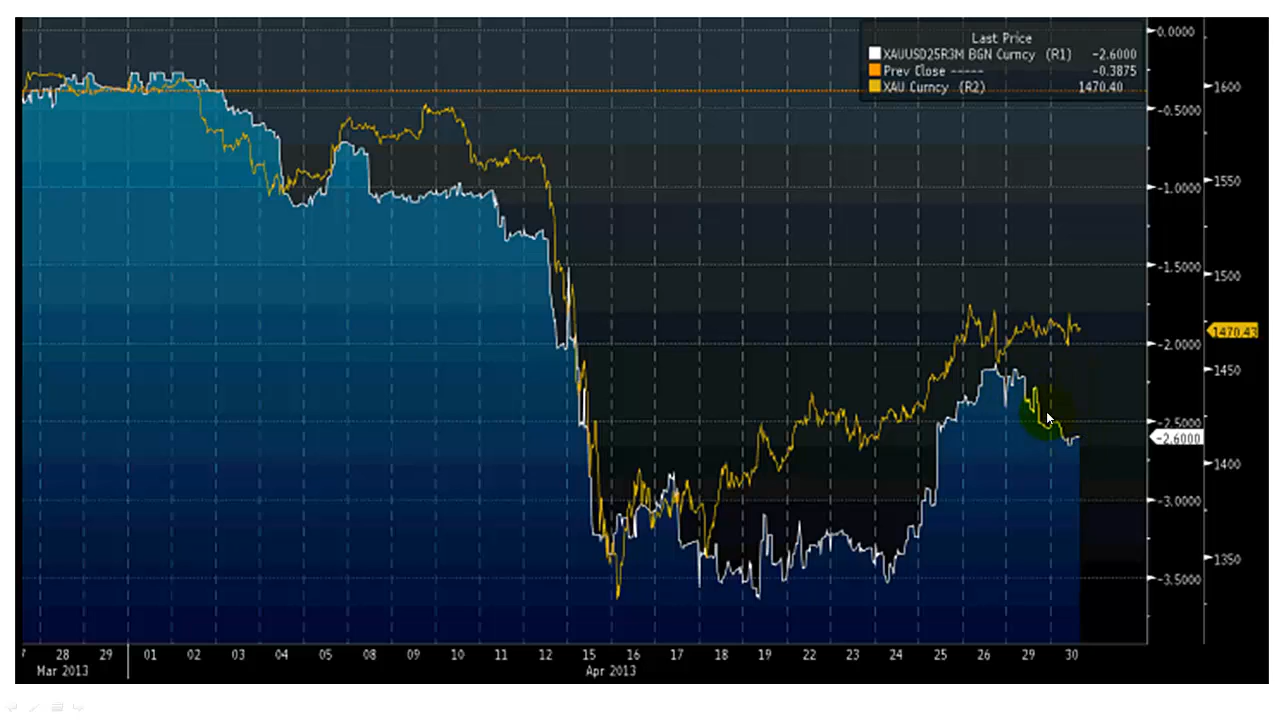 Last Price
XAUUSD25R3M BGN Curncy (R1) -2.6000
Prev Close ----- -0.3875
XAU Curncy (R2) 1470.40
0.0000
-0.5000
-1.0000
-1.5000
-2.0000
-2.5000
-2.6000
-3.0000
-3.5000
1600
1550
1500
1470.43
1450
1400
1350
7 28 29 01 02 03 04 05 08 09 10 11 12 15 16 17 18 19 22 23 24 25 26 29 30
Mar 2013 Apr 2013